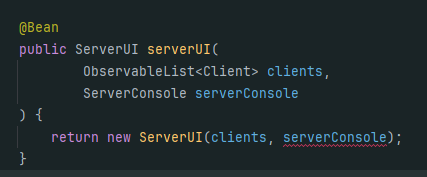 @Bean
public ServerUI serverUI(
        ObservableList<Client> clients,
        ServerConsole serverConsole
) {
    return new ServerUI(clients, serverConsole);
}